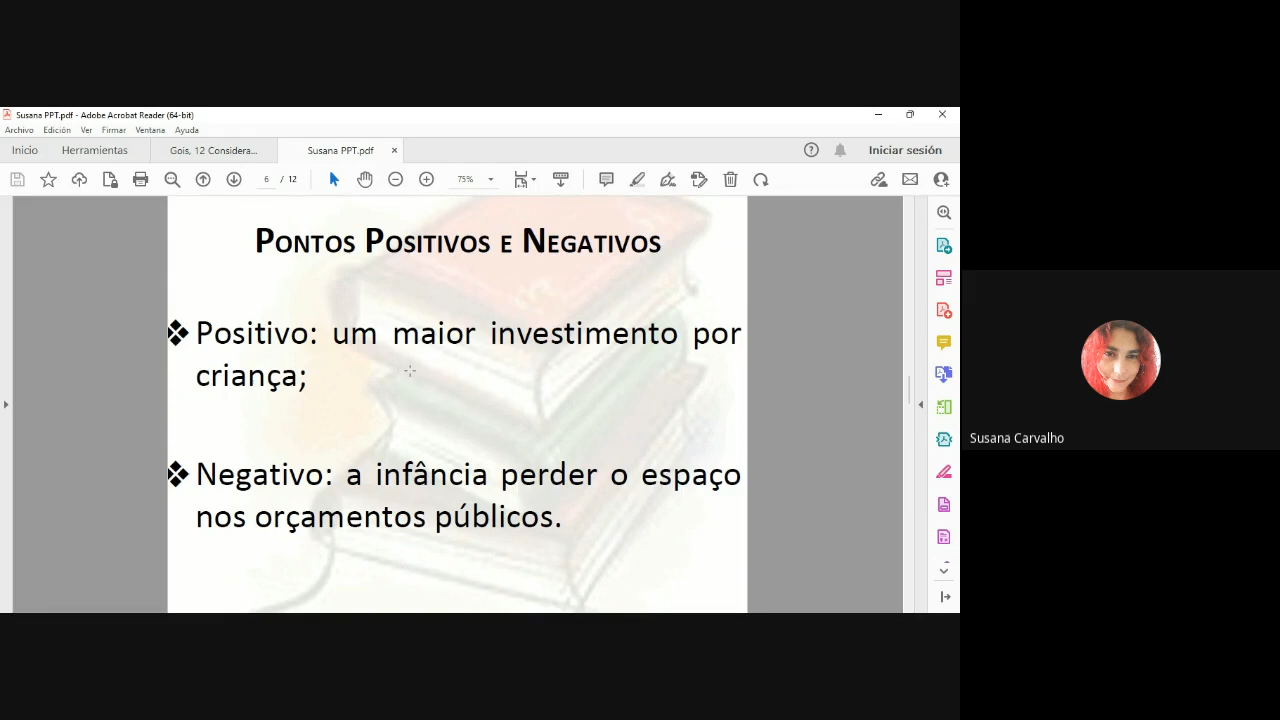 Susana PPT.pdf - Adobe Acrobat Reader (64-bit)
Archivo Edición Ver Firmar Ventana Ayuda
Inicio Herramientas Gois, 12 Considera... Susana PPT.pdf × Iniciar sesión
6 / 12 75%
PONTOS POSITIVOS E NEGATIVOS
❖ Positivo: um maior investimento por
criança;
Susana Carvalho
❖ Negativo: a infância perder o espaço
nos orçamentos públicos.